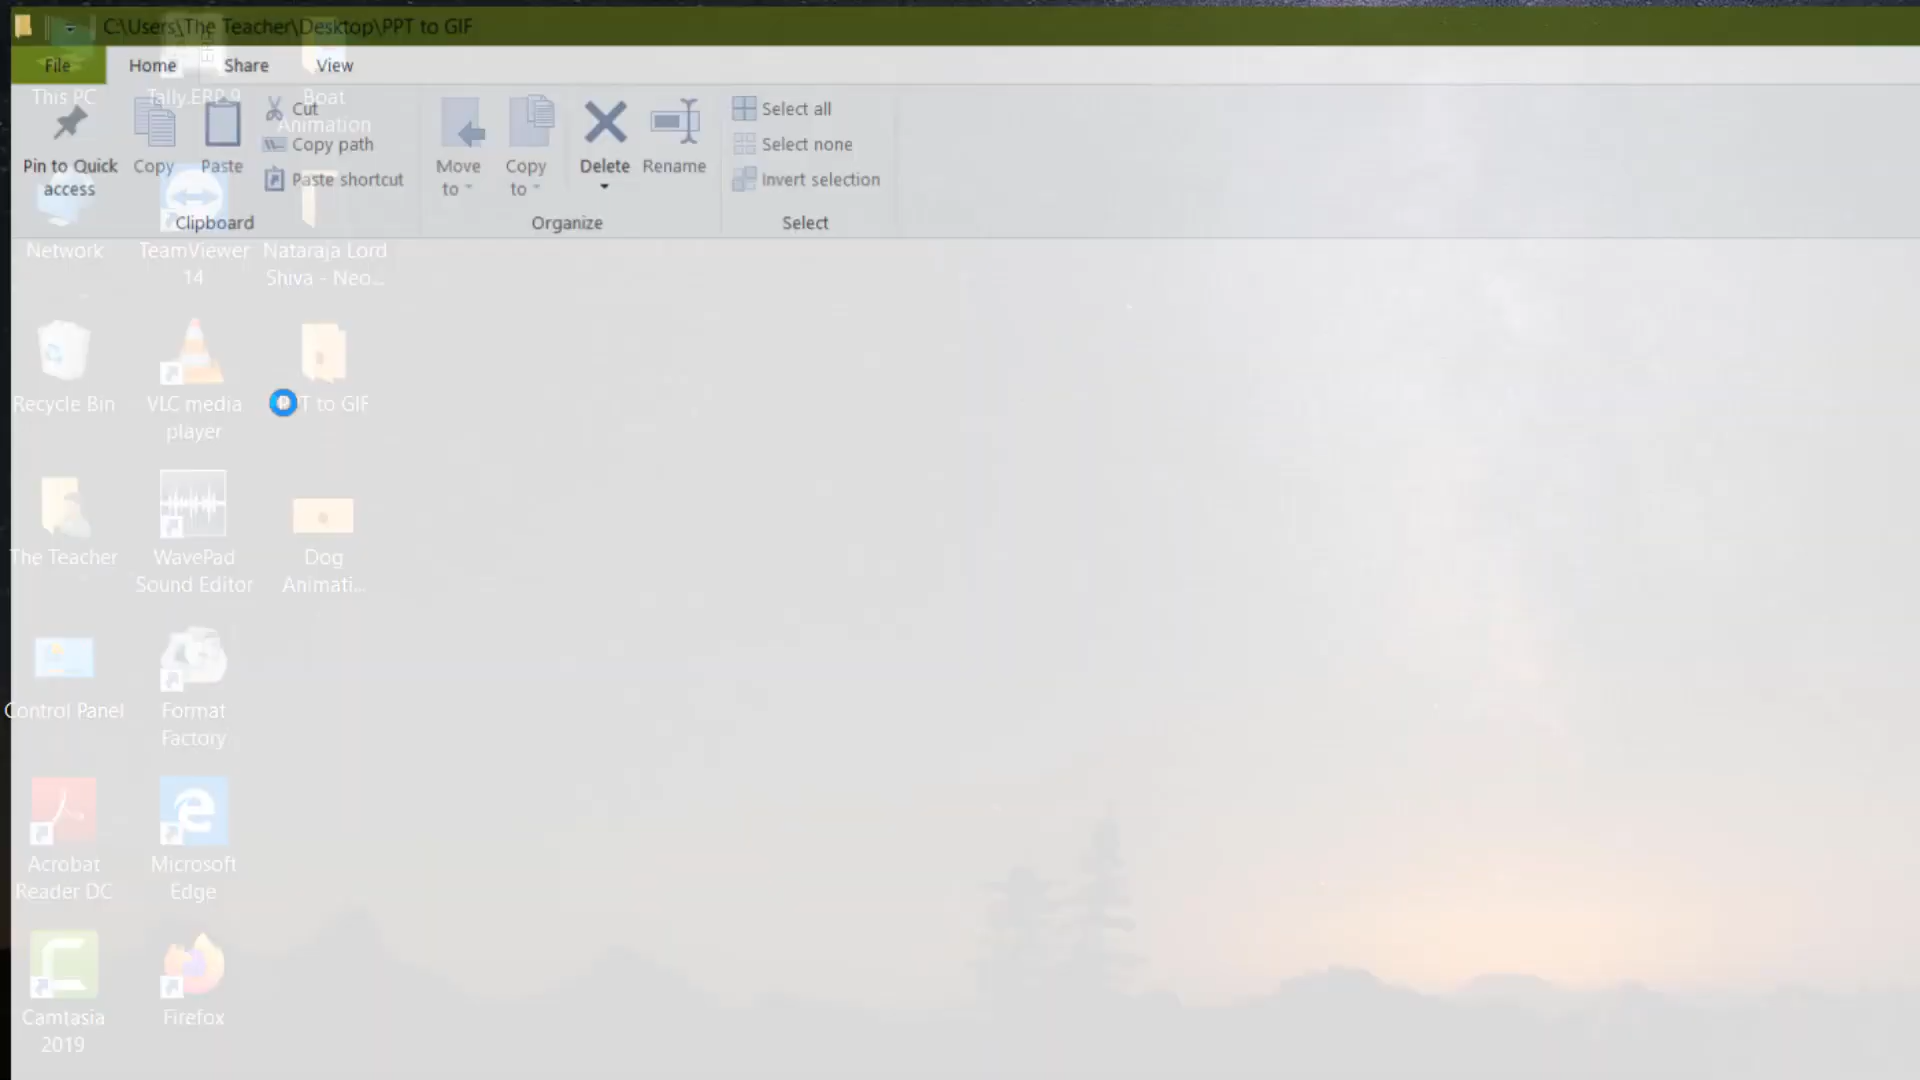 C:\Users\The Teacher\Desktop\PPT to GIF
File
Home
Share
View
Pin to Quick
access
Copy
Paste
Cut
Copy path
Paste shortcut
Clipboard
Move
to
Copy
to
Delete
Rename
Organize
Select all
Select none
Invert selection
Select
This PC
Tally.ERP 9
Boat
Animation
Network
TeamViewer
14
Nataraja Lord
Shiva - Neo...
Recycle Bin
VLC media
player
PPT to GIF
The Teacher
WavePad
Sound Editor
Dog
Animati...
Control Panel
Format
Factory
Acrobat
Reader DC
Microsoft
Edge
Camtasia
2019
Firefox